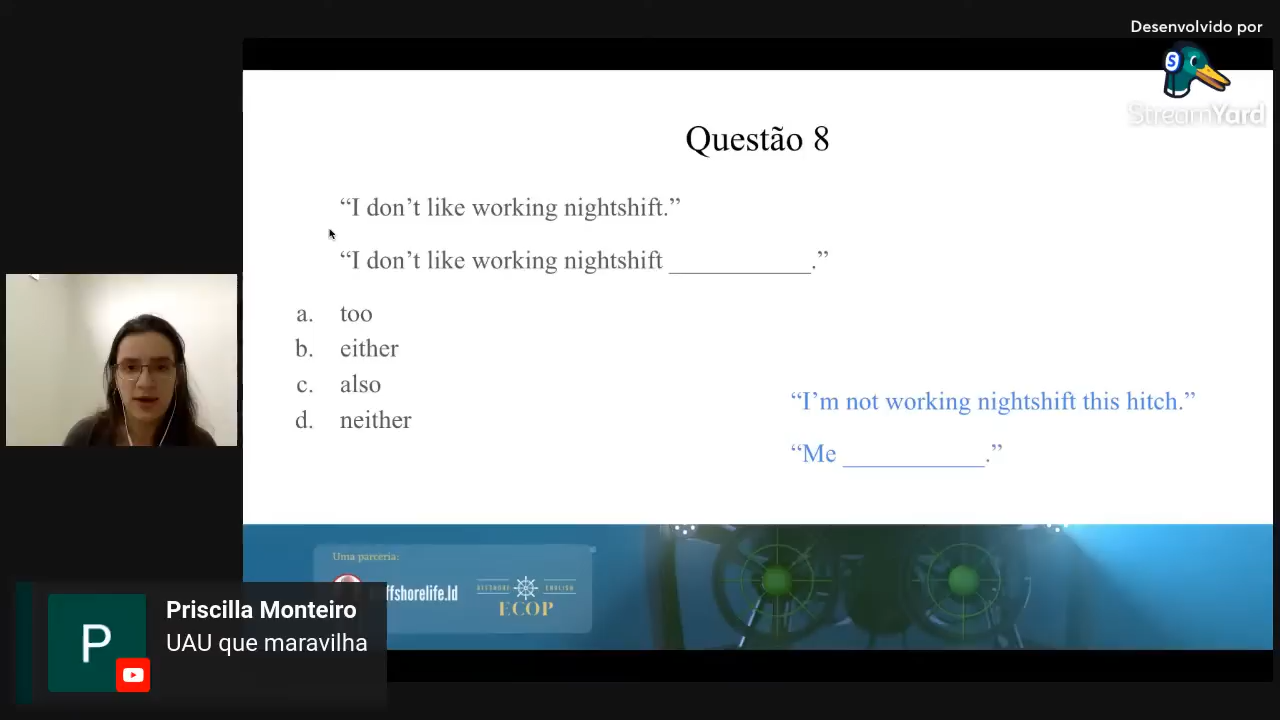 Desenvolvido por
S
StreamYard
Questão 8
“I don’t like working nightshift.”
“I don’t like working nightshift ___________.”
a. too
b. either
c. also
d. neither
“I’m not working nightshift this hitch.”
“Me ___________.”
Uma parceria:
ffshorelife.ld
OFFSHORE ENGLISH
ECOP
P
Priscilla Monteiro
UAU que maravilha